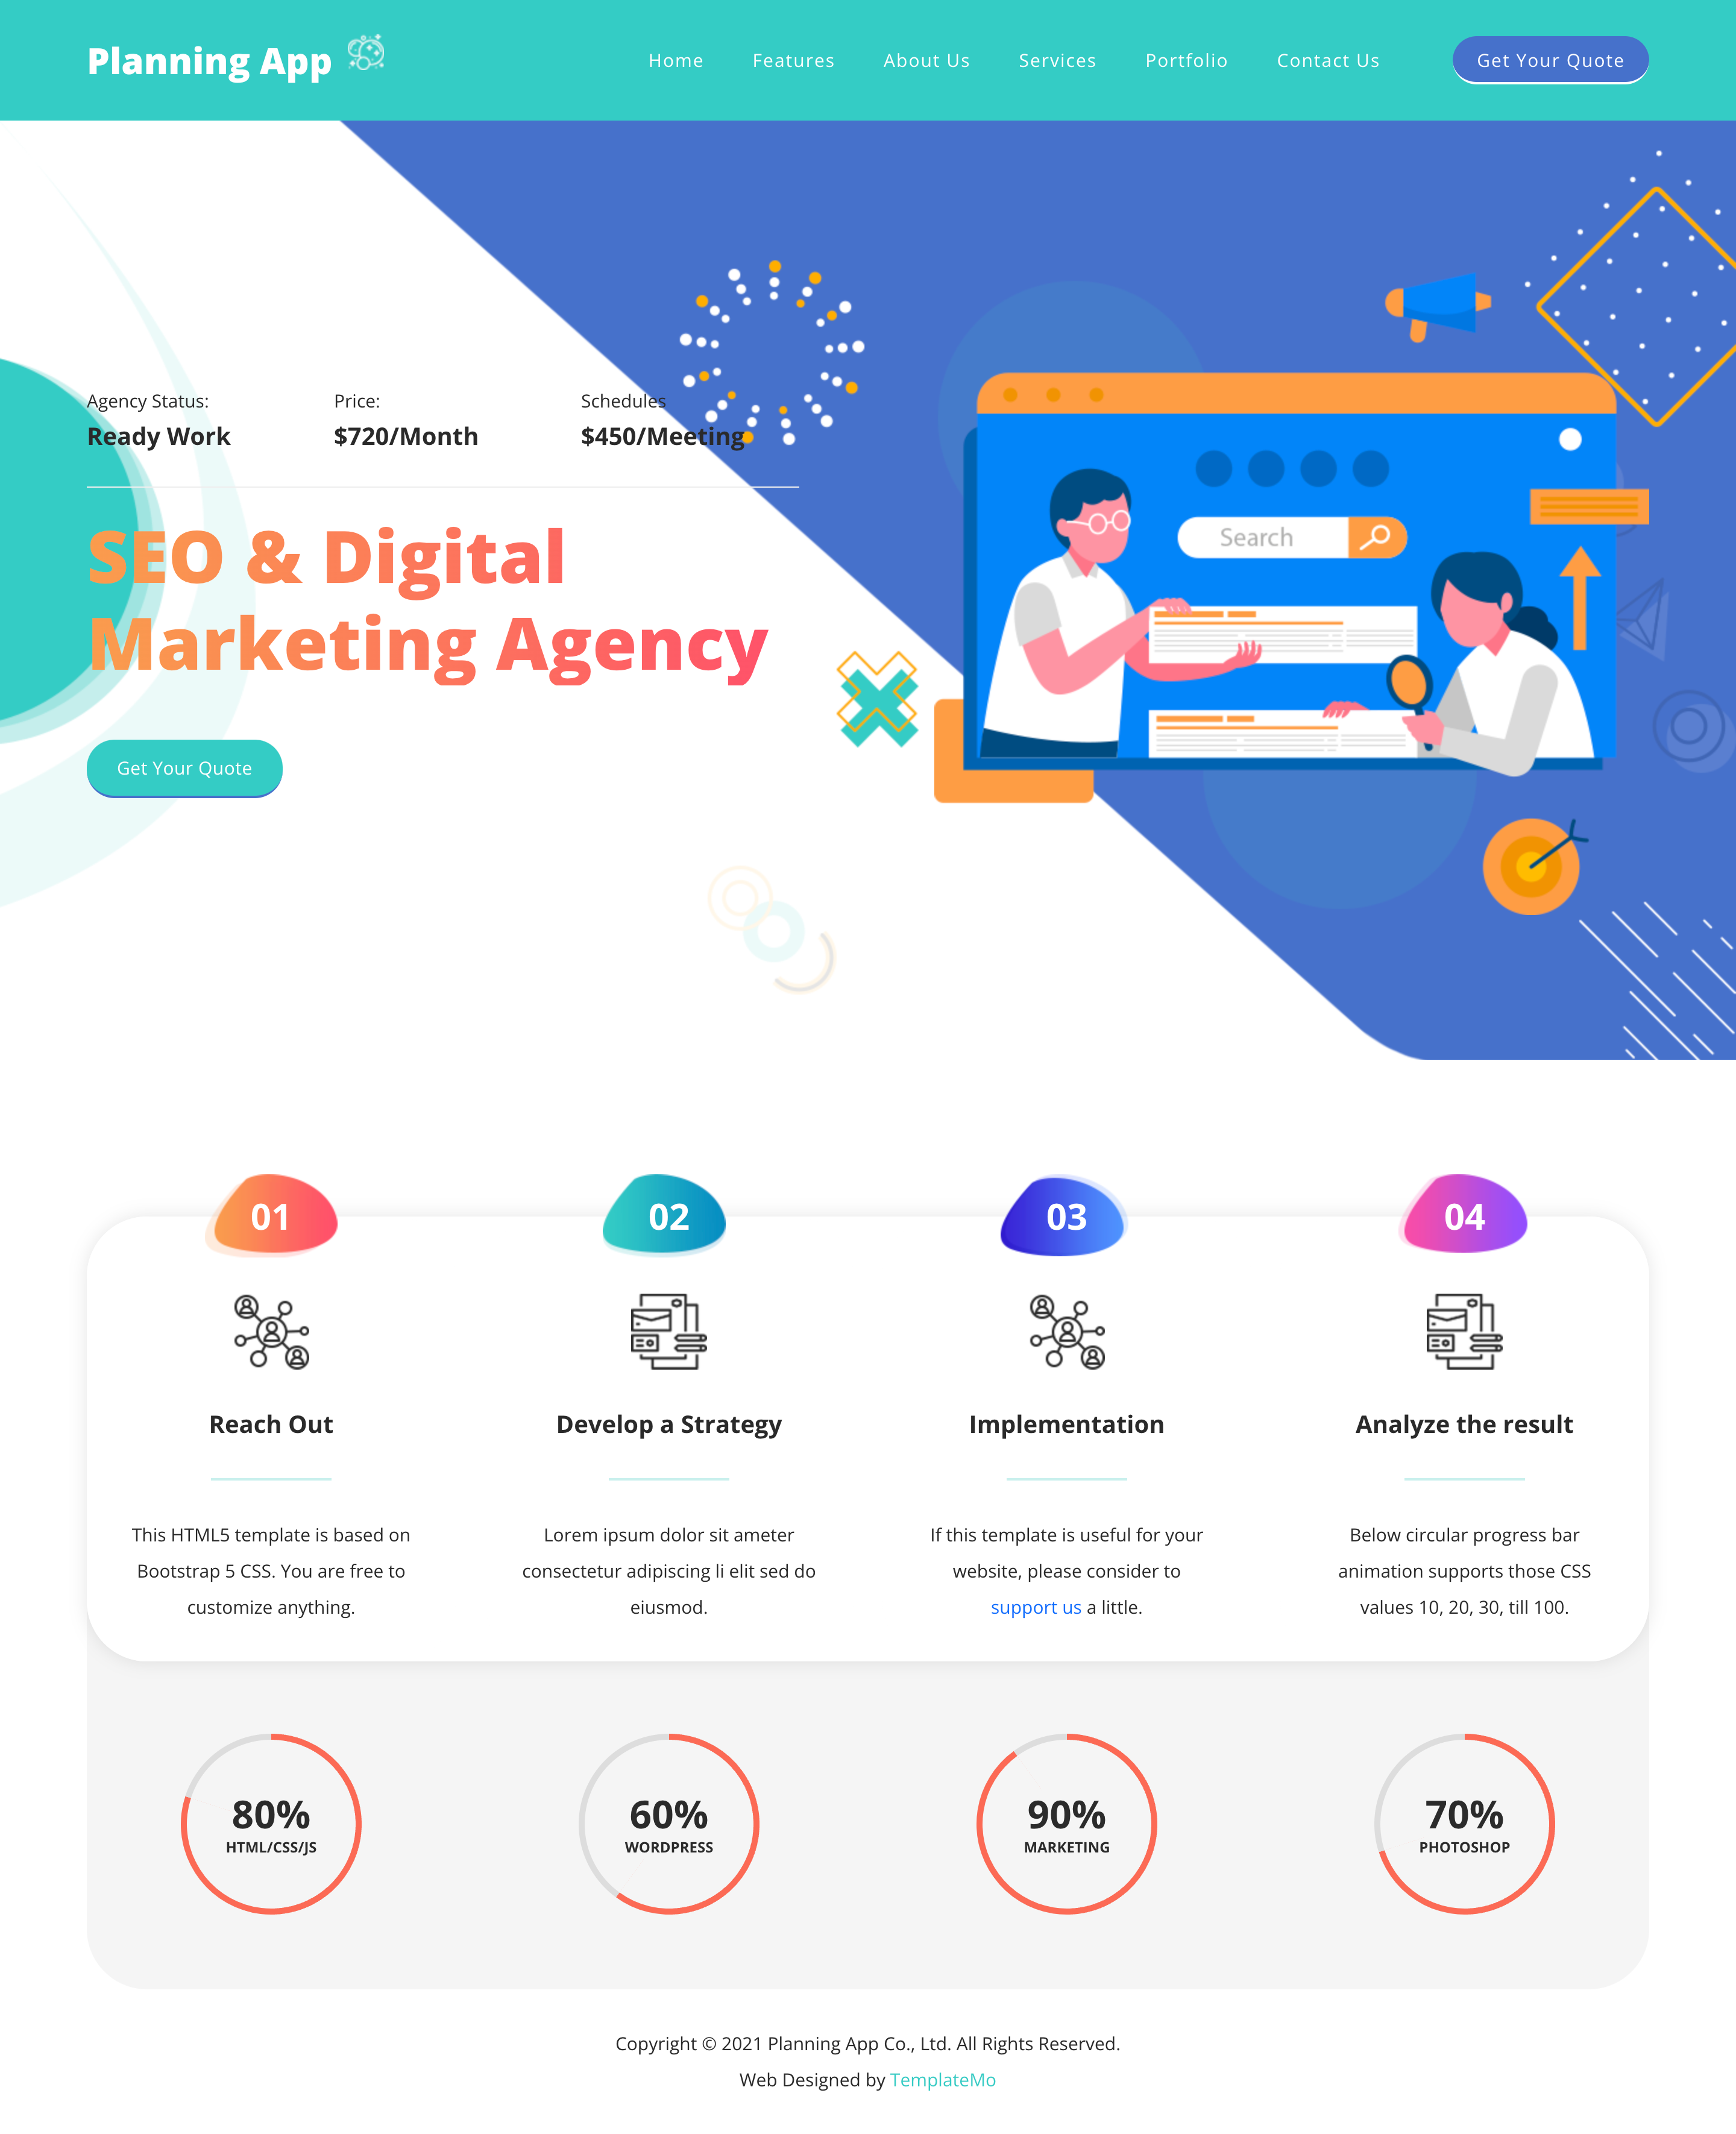 Planning App
Home Features About Us Services Portfolio Contact Us Get Your Quote
Agency Status: Price: Schedules
Ready Work $720/Month $450/Meeting
SEO & Digital
Marketing Agency
Get Your Quote
Search
01 02 03 04
Reach Out
This HTML5 template is based on
Bootstrap 5 CSS. You are free to
customize anything.
Develop a Strategy
Lorem ipsum dolor sit ameter
consectetur adipiscing li elit sed do
eiusmod.
Implementation
If this template is useful for your
website, please consider to
support us a little.
Analyze the result
Below circular progress bar
animation supports those CSS
values 10, 20, 30, till 100.
80%
HTML/CSS/JS
60%
WORDPRESS
90%
MARKETING
70%
PHOTOSHOP
Copyright © 2021 Planning App Co., Ltd. All Rights Reserved.
Web Designed by TemplateMo